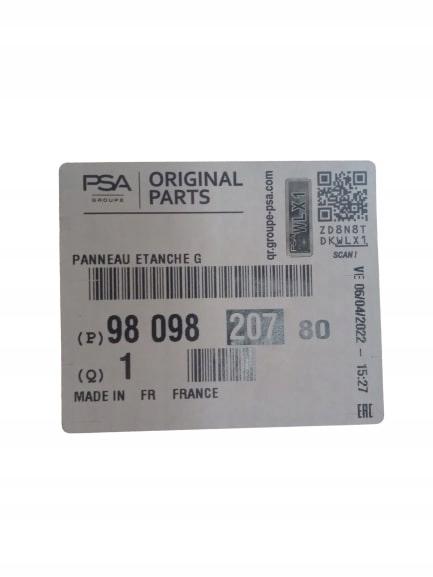 PSA
GROUPE
ORIGINAL
PARTS
qr.groupe-psa.com
WLX1
ZD8N8T
DKWLX1
SCAN !
PANNEAU ETANCHE G
(P) 98 098 207 80
(Q) 1
MADE IN FR FRANCE
VE 06/04/2022 - 15:27
EAC